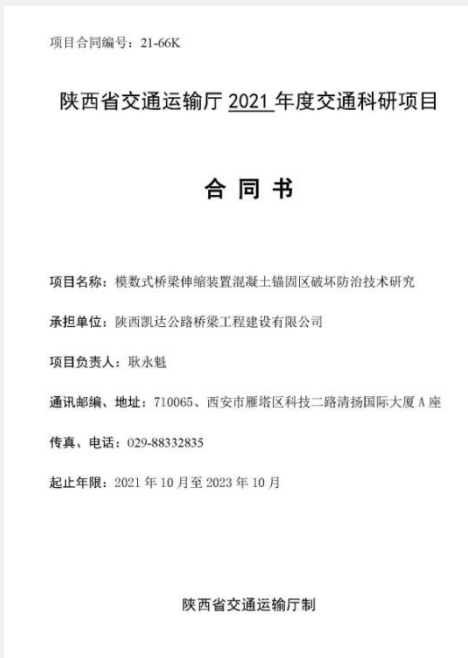 项目合同编号：21-66K
陕西省交通运输厅 2021 年度交通科研项目
合 同 书
项目名称：模数式桥梁伸缩装置混凝土锚固区破坏防治技术研究
承担单位：陕西凯达公路桥梁工程建设有限公司
项目负责人：耿永魁
通讯邮编、地址：710065、西安市雁塔区科技二路清扬国际大厦 A 座
传真、电话：029-88332835
起止年限：2021 年 10 月至 2023 年 10 月
陕西省交通运输厅制